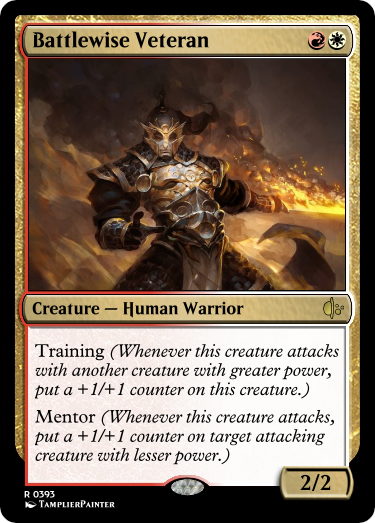 Battlewise Veteran
Creature — Human Warrior
Training (Whenever this creature attacks
with another creature with greater power,
put a +1/+1 counter on this creature.)
Mentor (Whenever this creature attacks,
put a +1/+1 counter on target attacking
creature with lesser power.)
2/2
R 0393
TamplierPainter